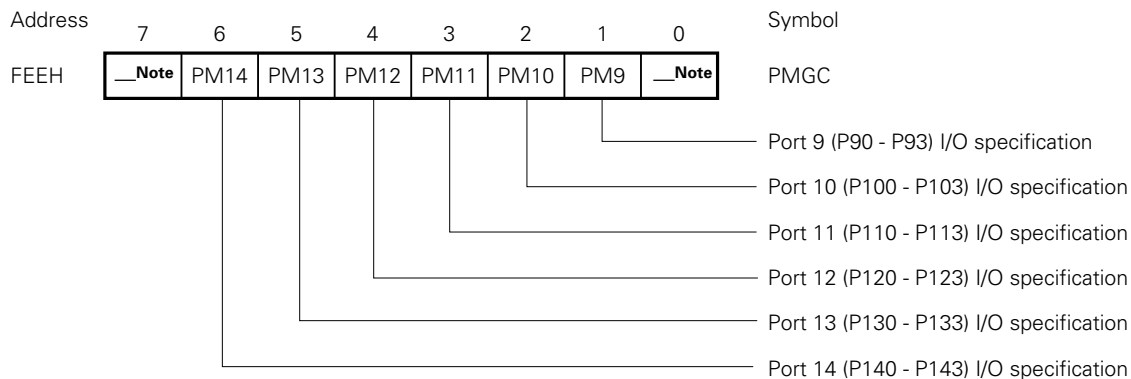 Address 7 6 5 4 3 2 1 0 Symbol
FEEH __Note PM14 PM13 PM12 PM11 PM10 PM9 __Note PMGC
Port 9 (P90 - P93) I/O specification
Port 10 (P100 - P103) I/O specification
Port 11 (P110 - P113) I/O specification
Port 12 (P120 - P123) I/O specification
Port 13 (P130 - P133) I/O specification
Port 14 (P140 - P143) I/O specification